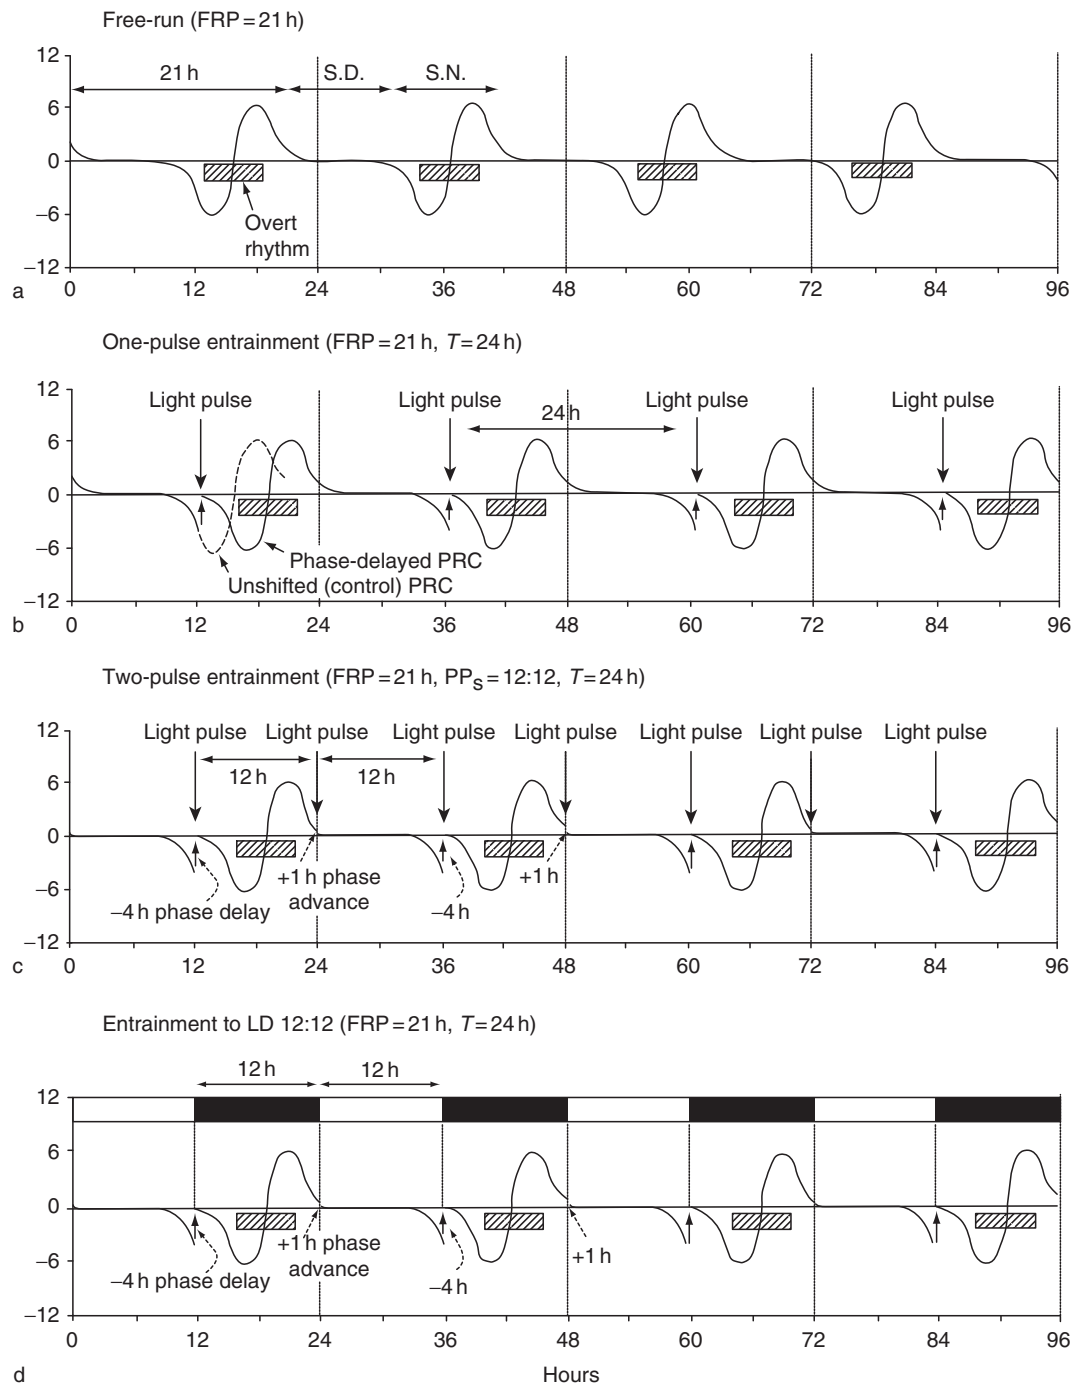 Free-run (FRP = 21 h)
12
21 h
S.D.
S.N.
6
0
–6
Overt
rhythm
–12
a
0
12
24
36
48
60
72
84
96
One-pulse entrainment (FRP = 21 h, T = 24 h)
12
Light pulse
Light pulse
Light pulse
Light pulse
24 h
6
0
–6
Phase-delayed PRC
Unshifted (control) PRC
–12
b
0
12
24
36
48
60
72
84
96
Two-pulse entrainment (FRP = 21 h, PPS = 12:12, T = 24 h)
12
Light pulse
Light pulse
Light pulse
Light pulse
Light pulse
Light pulse
Light pulse
12 h
12 h
6
0
–6
+1 h phase
advance
+1 h
–4 h phase delay
–4 h
–12
c
0
12
24
36
48
60
72
84
96
Entrainment to LD 12:12 (FRP = 21 h, T = 24 h)
12 h
12 h
12
6
0
–6
+1 h phase
advance
+1 h
–4 h phase delay
–4 h
–12
0
12
24
36
48
60
72
84
96
d
Hours